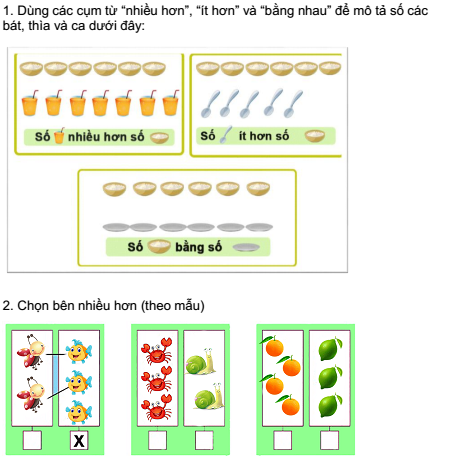 1. Dùng các cụm từ “nhiều hơn”, “ít hơn” và “bằng nhau” để mô tả số các
bát, thìa và ca dưới đây:
Số nhiều hơn số
Số ít hơn số
Số bằng số
2. Chọn bên nhiều hơn (theo mẫu)
X